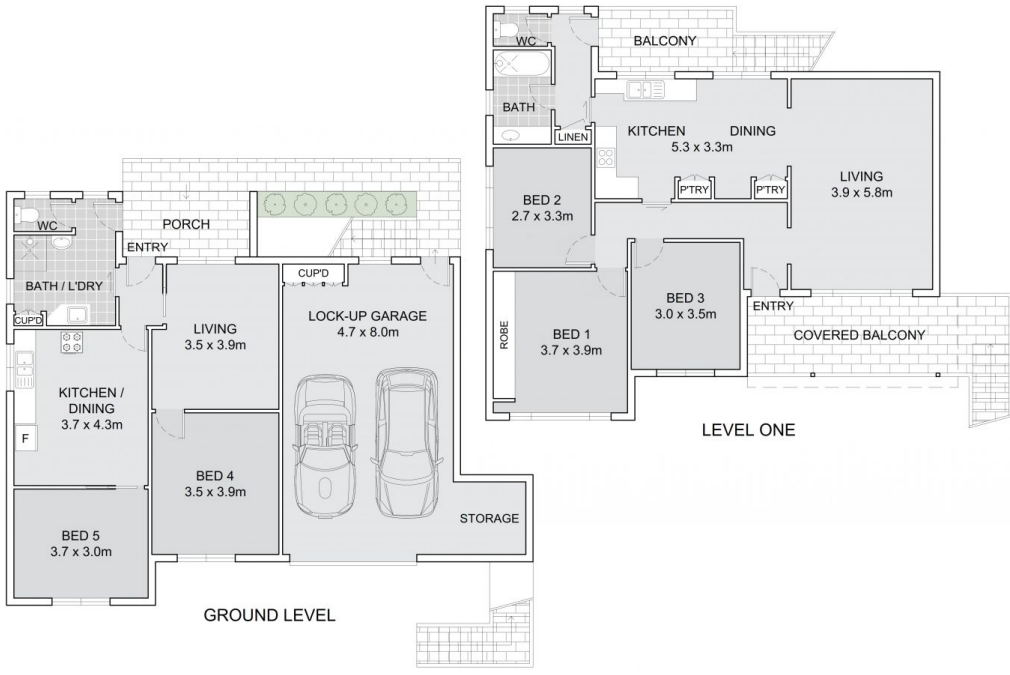 WC
BALCONY
BATH
LINEN
KITCHEN DINING
5.3 x 3.3m
P'TRY
P'TRY
LIVING
3.9 x 5.8m
BED 2
2.7 x 3.3m
BED 3
3.0 x 3.5m
ENTRY
COVERED BALCONY
ROBE
BED 1
3.7 x 3.9m
LEVEL ONE
WC
PORCH
ENTRY
BATH / L'DRY
CUP'D
CUP'D
LIVING
3.5 x 3.9m
LOCK-UP GARAGE
4.7 x 8.0m
KITCHEN /
DINING
3.7 x 4.3m
F
BED 4
3.5 x 3.9m
STORAGE
BED 5
3.7 x 3.0m
GROUND LEVEL